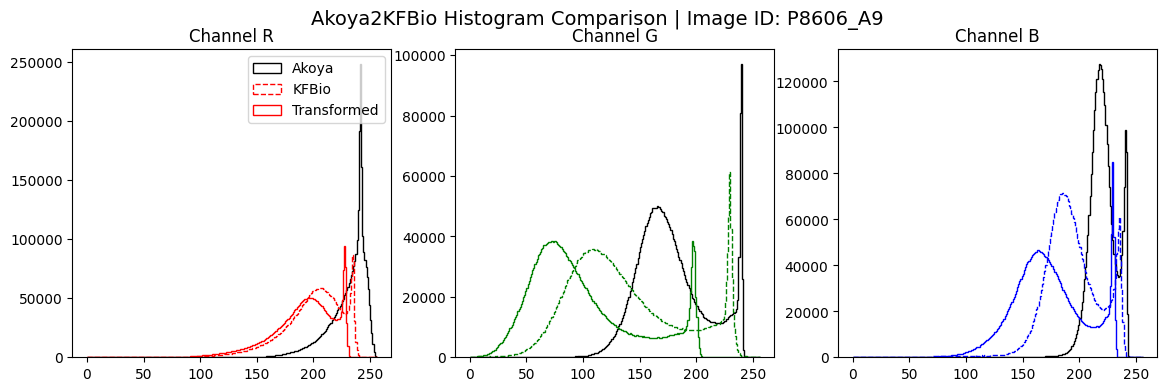 Akoya2KFBio Histogram Comparison | Image ID: P8606_A9
Channel R
250000
200000
150000
100000
50000
0
0 50 100 150 200 250
Akoya
KFBio
Transformed
Channel G
100000
80000
60000
40000
20000
0
0 50 100 150 200 250
Channel B
120000
100000
80000
60000
40000
20000
0
0 50 100 150 200 250